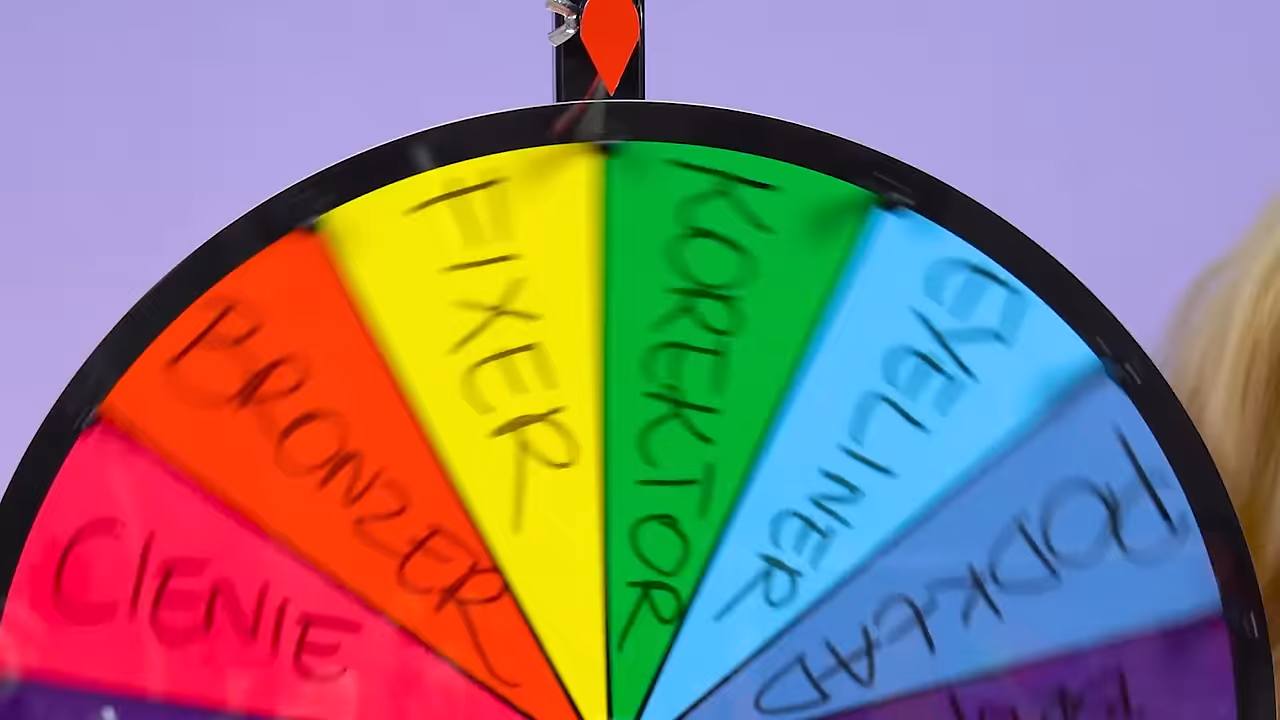 CIENIE
BRONZER
FIXER
KOREKTOR
EYELINER
PODKŁAD